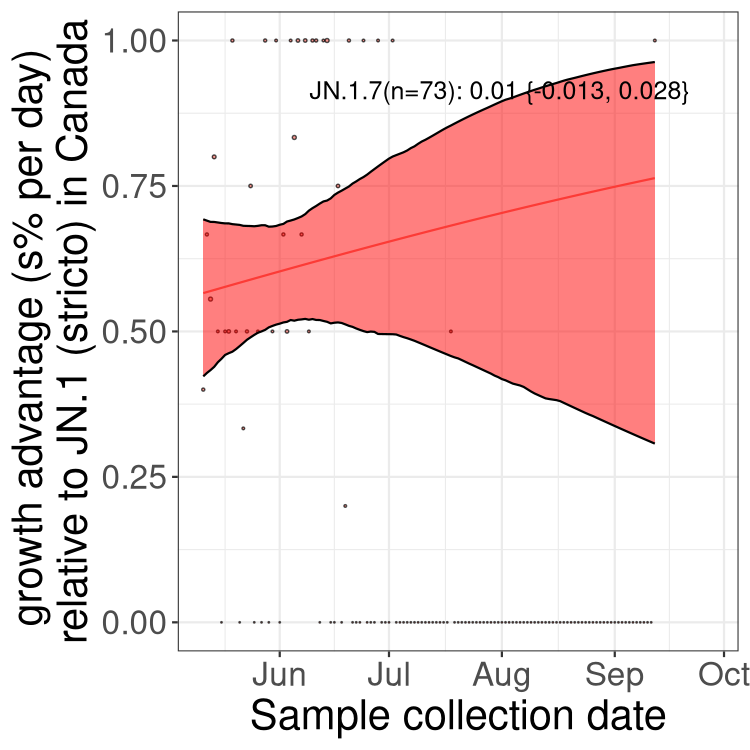 growth advantage (s% per day)
relative to JN.1 (stricto) in Canada
1.00
0.75
0.50
0.25
0.00
JN.1.7(n=73): 0.01 {-0.013, 0.028}
Jun Jul Aug Sep Oct
Sample collection date